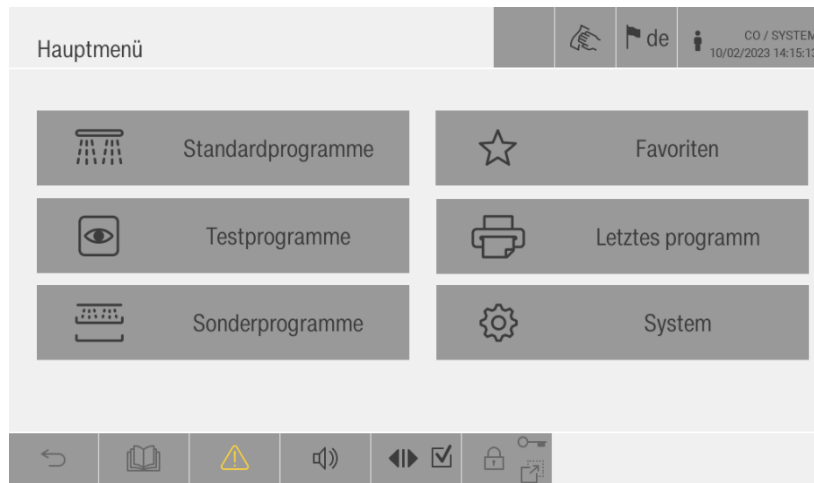 Hauptmenü
de
CO / SYSTEM
10/02/2023 14:15:13
Standardprogramme
Favoriten
Testprogramme
Letztes programm
Sonderprogramme
System